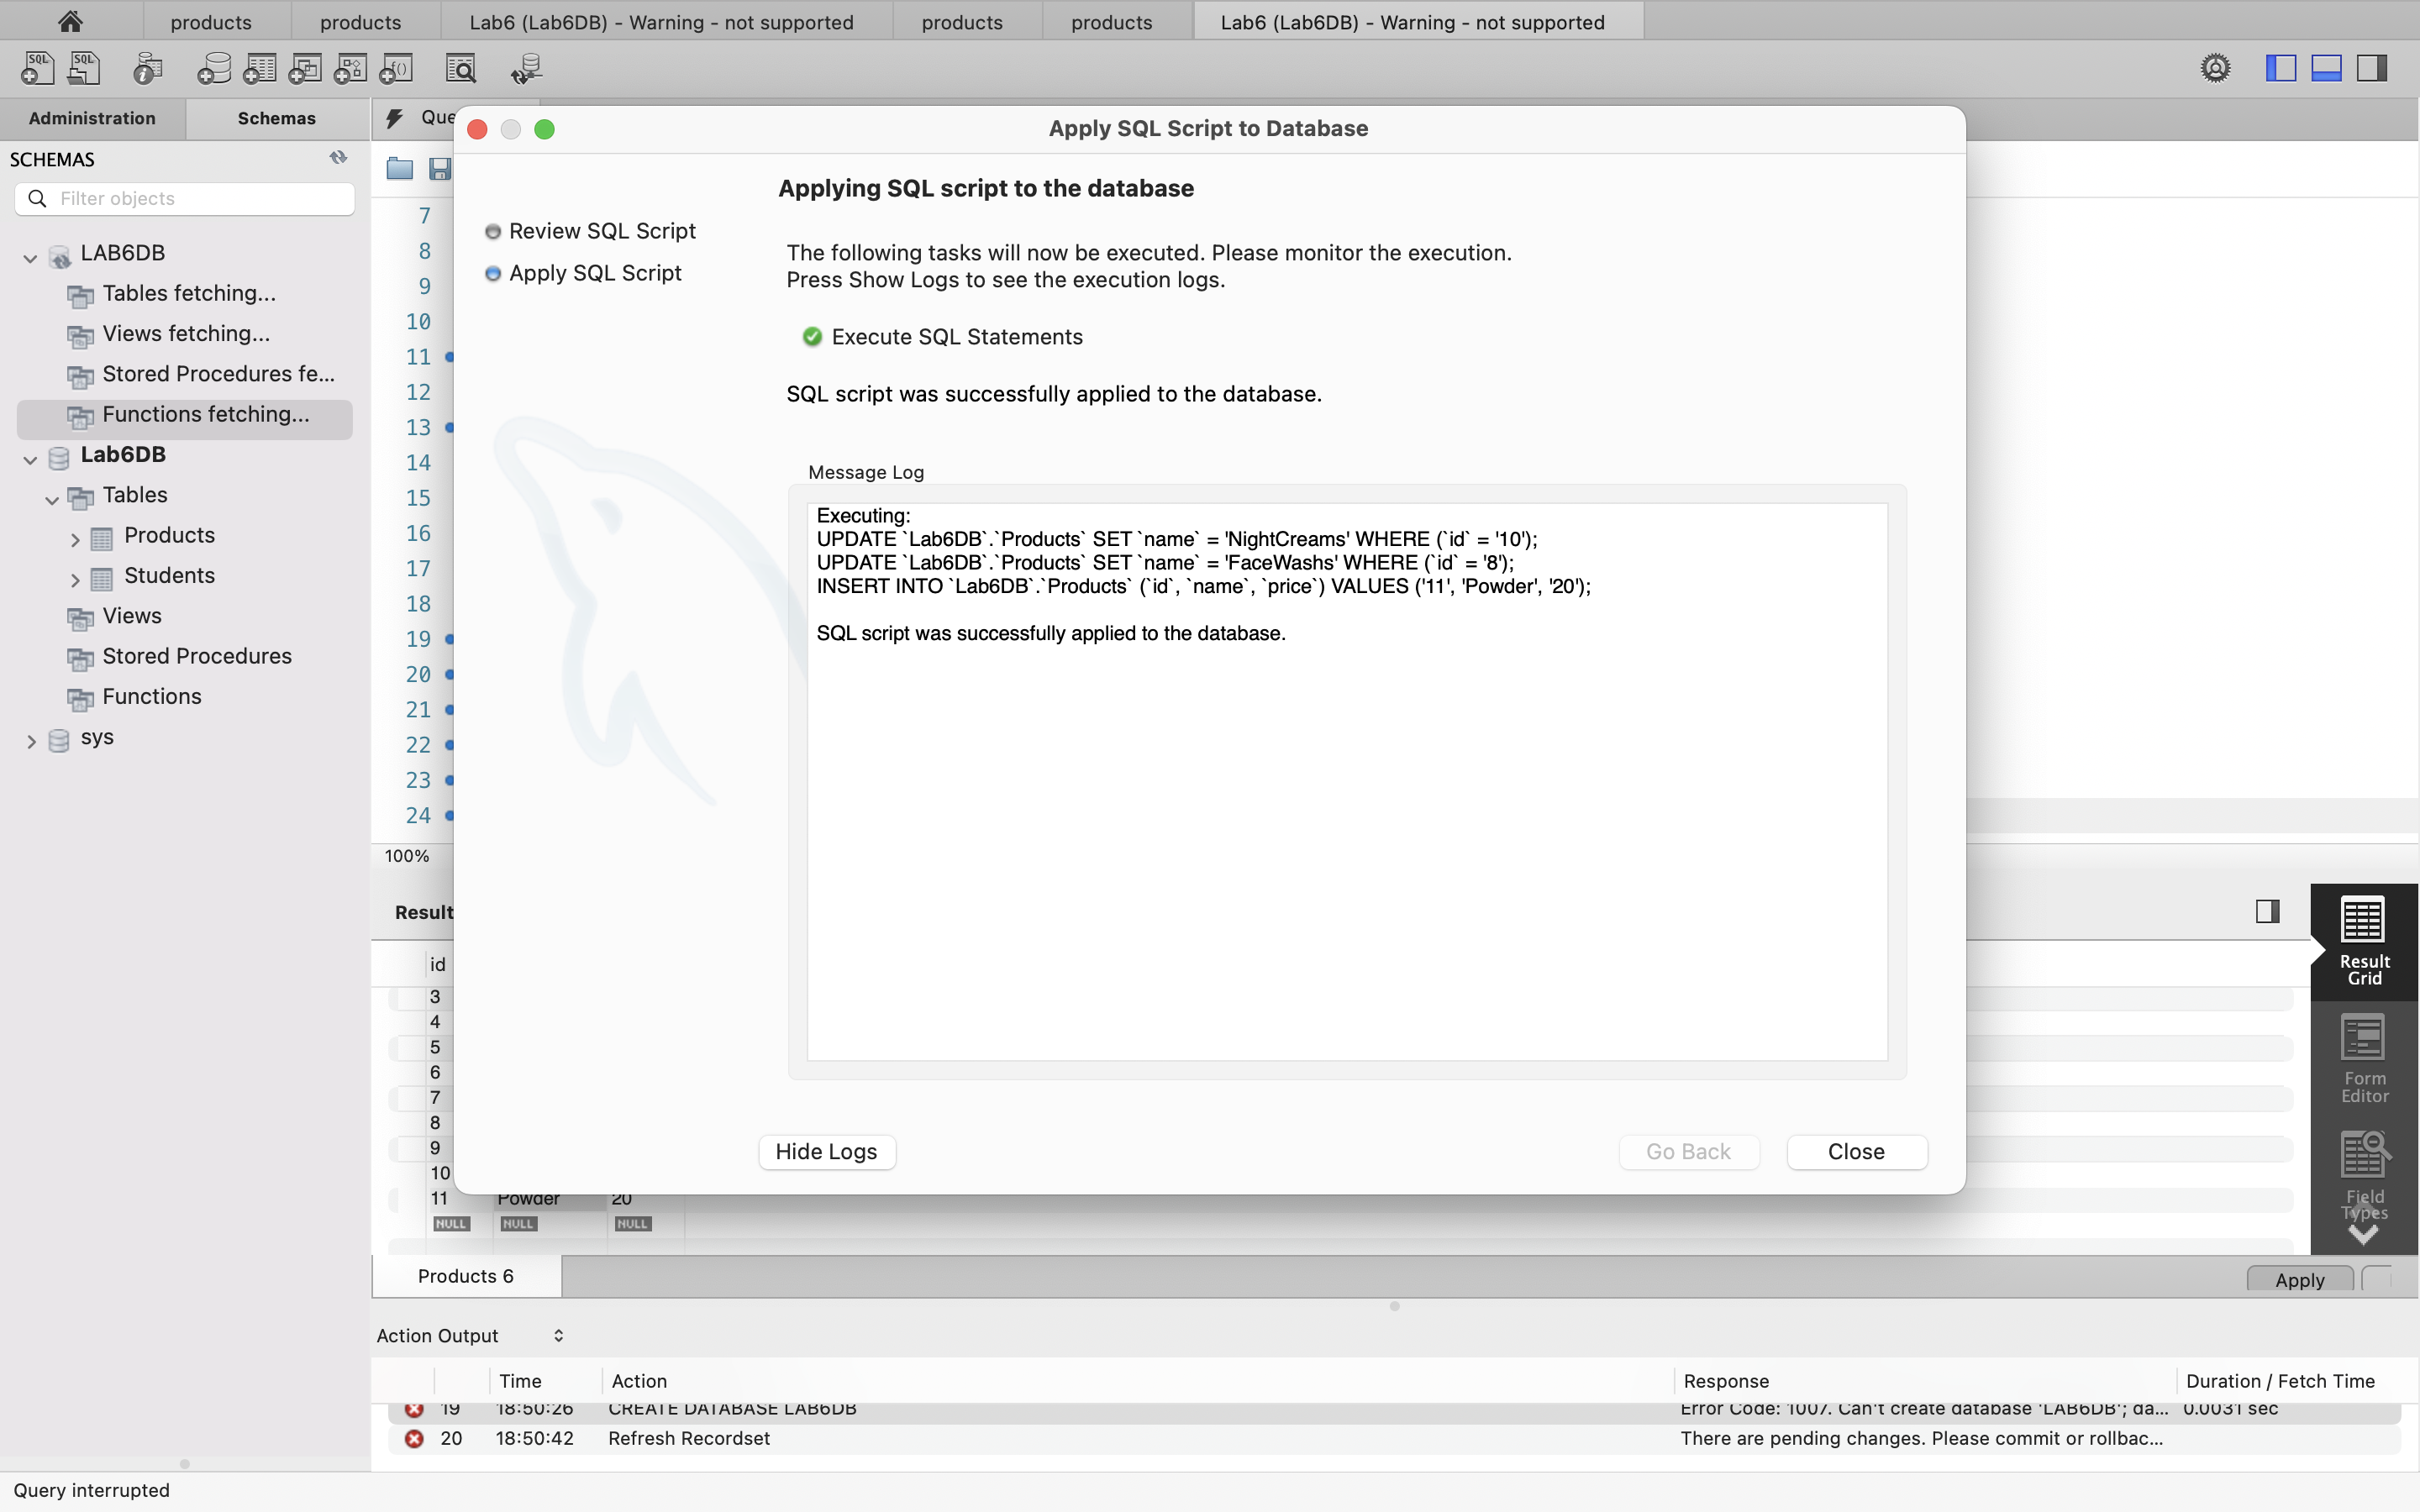 products
products
Lab6 (Lab6DB) - Warning - not supported
products
products
Lab6 (Lab6DB) - Warning - not supported
SQL
SQL
Administration
Schemas
SCHEMAS
Filter objects
LAB6DB
Tables fetching...
Views fetching...
Stored Procedures fe...
Functions fetching...
Lab6DB
Tables
Products
Students
Views
Stored Procedures
Functions
sys
Que
7
8
9
10
11
12
13
14
15
16
17
18
19
20
21
22
23
24
100%
Apply SQL Script to Database
Review SQL Script
Apply SQL Script
Applying SQL script to the database
The following tasks will now be executed. Please monitor the execution.
Press Show Logs to see the execution logs.
Execute SQL Statements
SQL script was successfully applied to the database.
Message Log
Executing:
UPDATE `Lab6DB`.`Products` SET `name` = 'NightCreams' WHERE (`id` = '10');
UPDATE `Lab6DB`.`Products` SET `name` = 'FaceWashs' WHERE (`id` = '8');
INSERT INTO `Lab6DB`.`Products` (`id`, `name`, `price`) VALUES ('11', 'Powder', '20');
SQL script was successfully applied to the database.
Hide Logs
Go Back
Close
Result
id
3
4
5
6
7
8
9
10
11 Powder 20
NULL NULL NULL
Result
Grid
Form
Editor
Field
Types
Products 6
Apply
Action Output
Time Action Response Duration / Fetch Time
19 18:50:26 CREATE DATABASE LAB6DB Error Code: 1007. Can't create database 'LAB6DB'; da... 0.0031 sec
20 18:50:42 Refresh Recordset There are pending changes. Please commit or rollbac...
Query interrupted